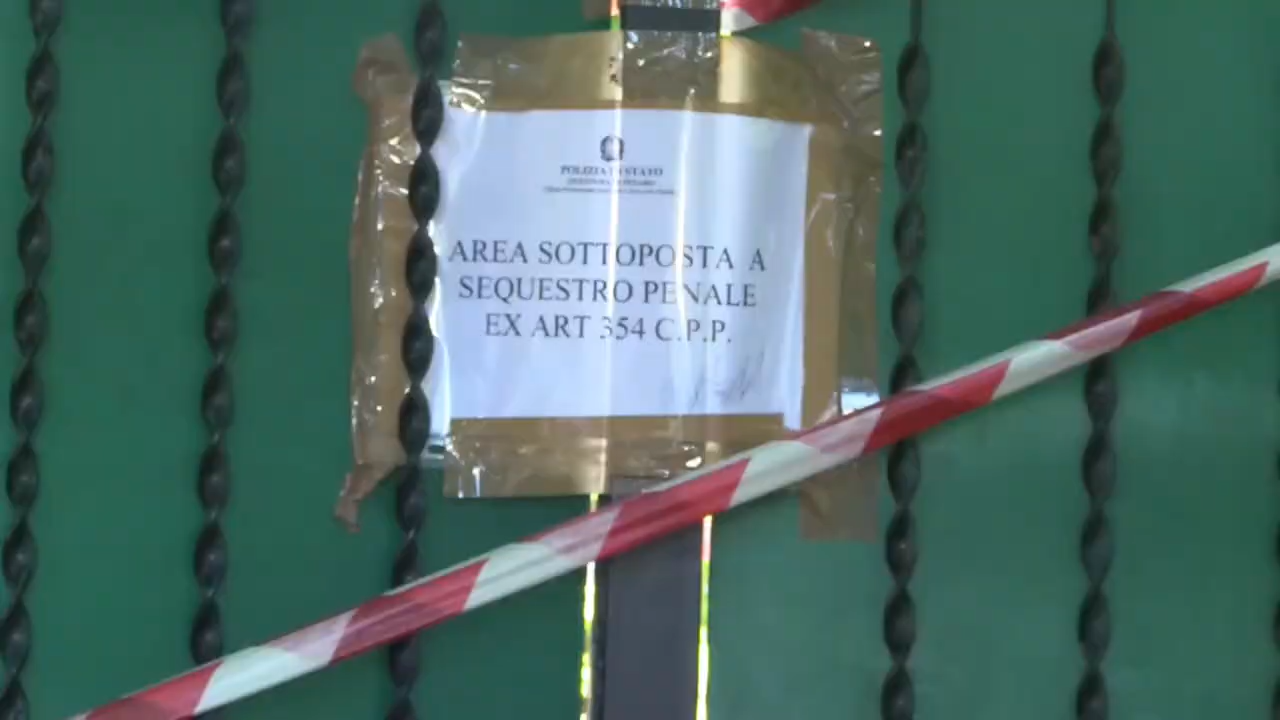 POLIZIA DI STATO
AREA SOTTOPOSTA A
SEQUESTRO PENALE
EX ART 354 C.P.P.